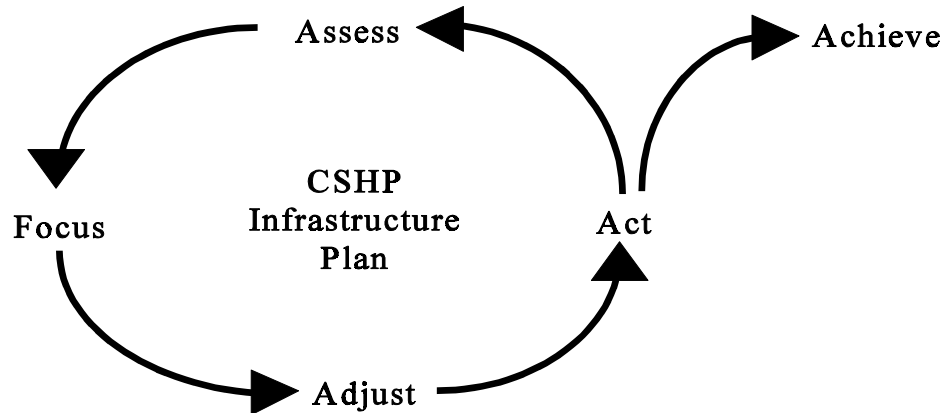 Assess
Achieve
CSHP
Infrastructure
Plan
Focus
Act
Adjust